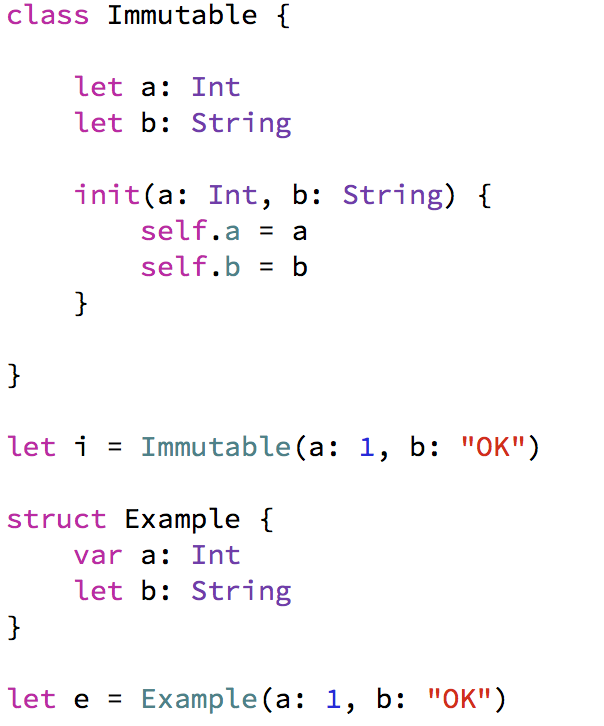 class Immutable {
let a: Int
let b: String
init(a: Int, b: String) {
self.a = a
self.b = b
}
}
let i = Immutable(a: 1, b: "OK")
struct Example {
var a: Int
let b: String
}
let e = Example(a: 1, b: "OK")